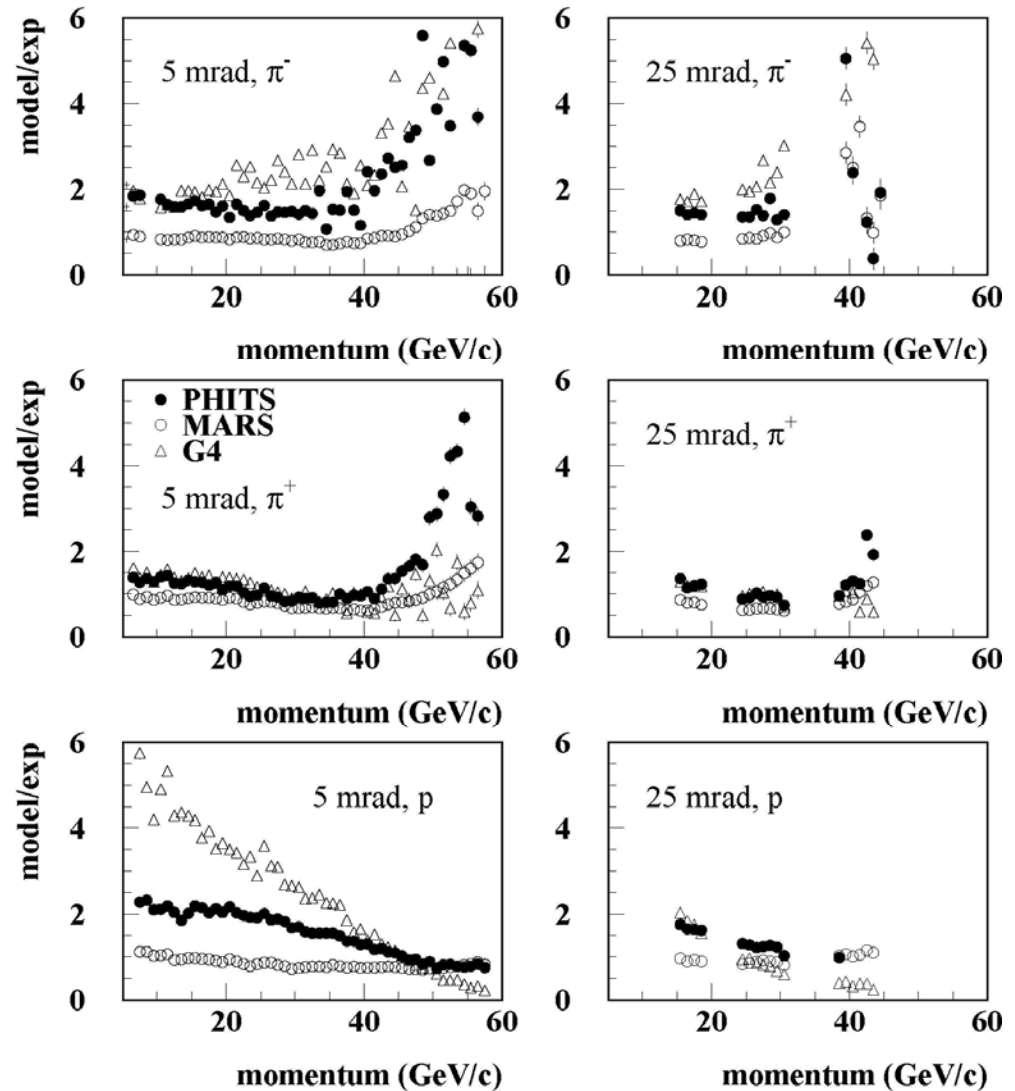 model/exp
6
4
2
0
5 mrad, π⁻
20 40 60
momentum (GeV/c)
6
4
2
0
25 mrad, π⁻
20 40 60
momentum (GeV/c)
model/exp
6
4
2
0
PHITS
MARS
G4
5 mrad, π⁺
20 40 60
momentum (GeV/c)
6
4
2
0
25 mrad, π⁺
20 40 60
momentum (GeV/c)
model/exp
6
4
2
0
5 mrad, p
20 40 60
momentum (GeV/c)
6
4
2
0
25 mrad, p
20 40 60
momentum (GeV/c)